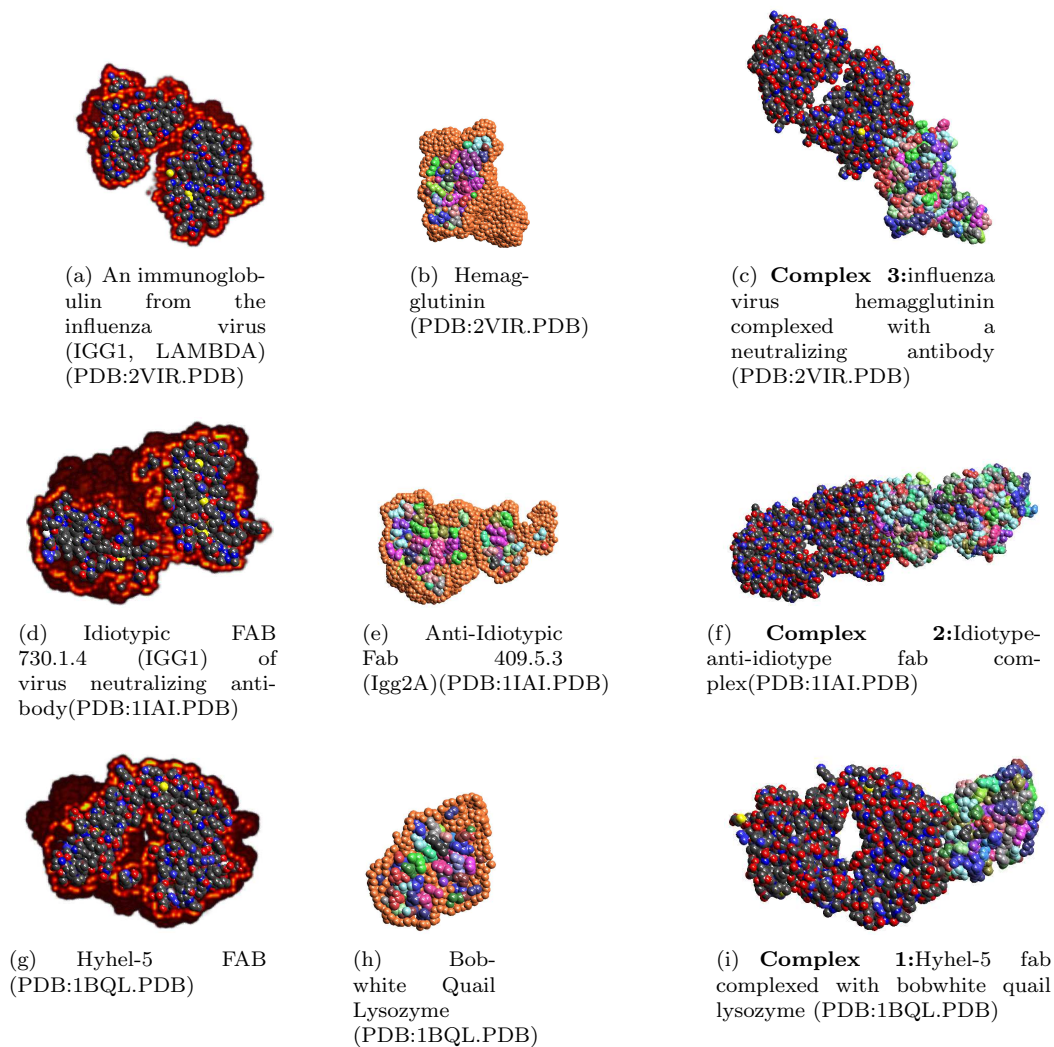 (a) An immunoglob-
ulin from the
influenza virus
(IGG1, LAMBDA)
(PDB:2VIR.PDB)
(b) Hemag-
glutinin
(PDB:2VIR.PDB)
(c) Complex 3:influenza
virus hemagglutinin
complexed with a
neutralizing antibody
(PDB:2VIR.PDB)
(d) Idiotypic FAB
730.1.4 (IGG1) of
virus neutralizing anti-
body(PDB:1IAI.PDB)
(e) Anti-Idiotypic
Fab 409.5.3
(Igg2A)(PDB:1IAI.PDB)
(f) Complex 2:Idiotype-
anti-idiotype fab com-
plex(PDB:1IAI.PDB)
(g) Hyhel-5 FAB
(PDB:1BQL.PDB)
(h) Bob-
white Quail
Lysozyme
(PDB:1BQL.PDB)
(i) Complex 1:Hyhel-5 fab
complexed with bobwhite quail
lysozyme (PDB:1BQL.PDB)